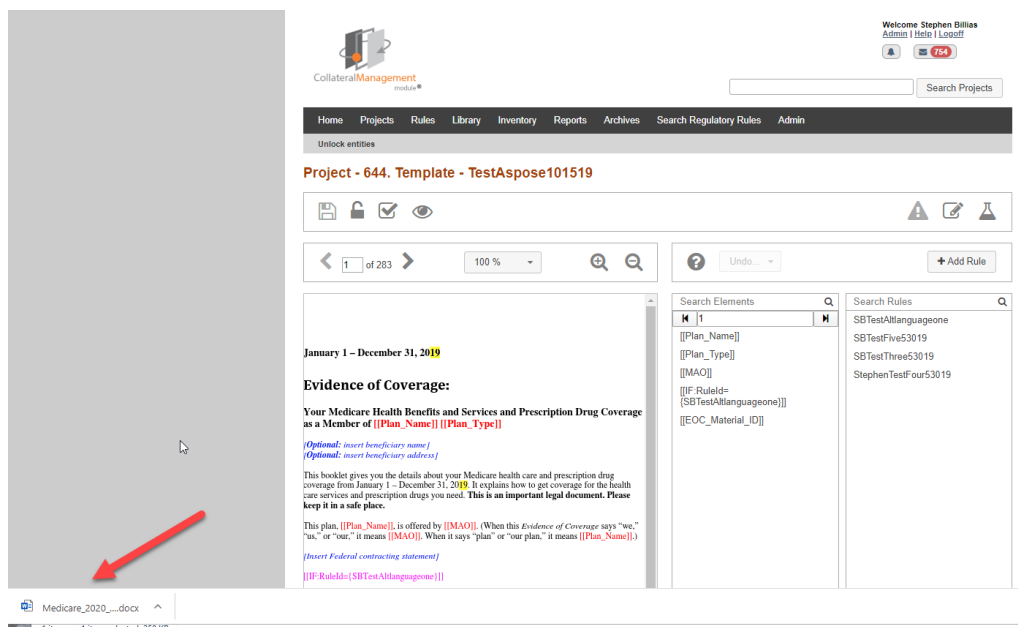 Welcome Stephen Billias
Admin | Help | Logoff
754
CollateralManagement
module®
Search Projects
Home Projects Rules Library Inventory Reports Archives Search Regulatory Rules Admin
Unlock entities
Project - 644. Template - TestAspose101519
1 of 283
100 %
Undo...
+ Add Rule
January 1 – December 31, 2019
Evidence of Coverage:
Your Medicare Health Benefits and Services and Prescription Drug Coverage
as a Member of [[Plan_Name]] [[Plan_Type]]
[Optional: insert beneficiary name]
[Optional: insert beneficiary address]
This booklet gives you the details about your Medicare health care and prescription drug
coverage from January 1 – December 31, 2019. It explains how to get coverage for the health
care services and prescription drugs you need. This is an important legal document. Please
keep it in a safe place.
This plan, [[Plan_Name]], is offered by [[MAO]]. (When this Evidence of Coverage says “we,”
“us,” or “our,” it means [[MAO]]. When it says “plan” or “our plan,” it means [[Plan_Name]].)
[Insert Federal contracting statement]
[[IF:RuleId={SBTestAltlanguageone}]]
Search Elements
1
[[Plan_Name]]
[[Plan_Type]]
[[MAO]]
[[IF:RuleId=
{SBTestAltlanguageone}]]
[[EOC_Material_ID]]
Search Rules
SBTestAltlanguageone
SBTestFive53019
SBTestThree53019
StephenTestFour53019
Medicare_2020_....docx